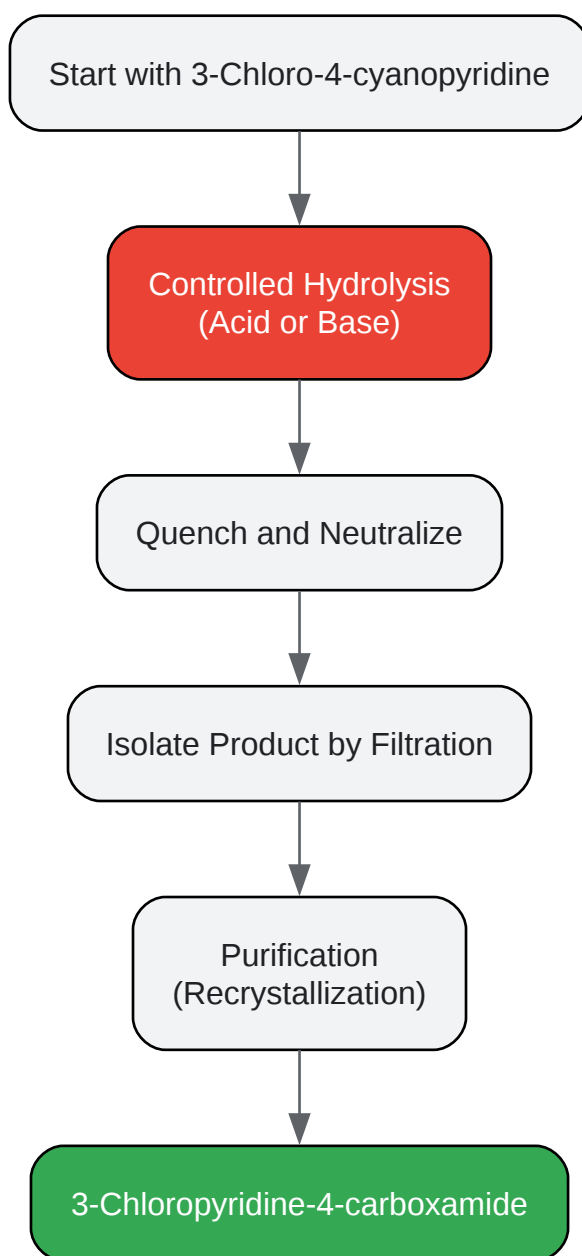 Start with 3-Chloro-4-cyanopyridine
Controlled Hydrolysis
(Acid or Base)
Quench and Neutralize
Isolate Product by Filtration
Purification
(Recrystallization)
3-Chloropyridine-4-carboxamide